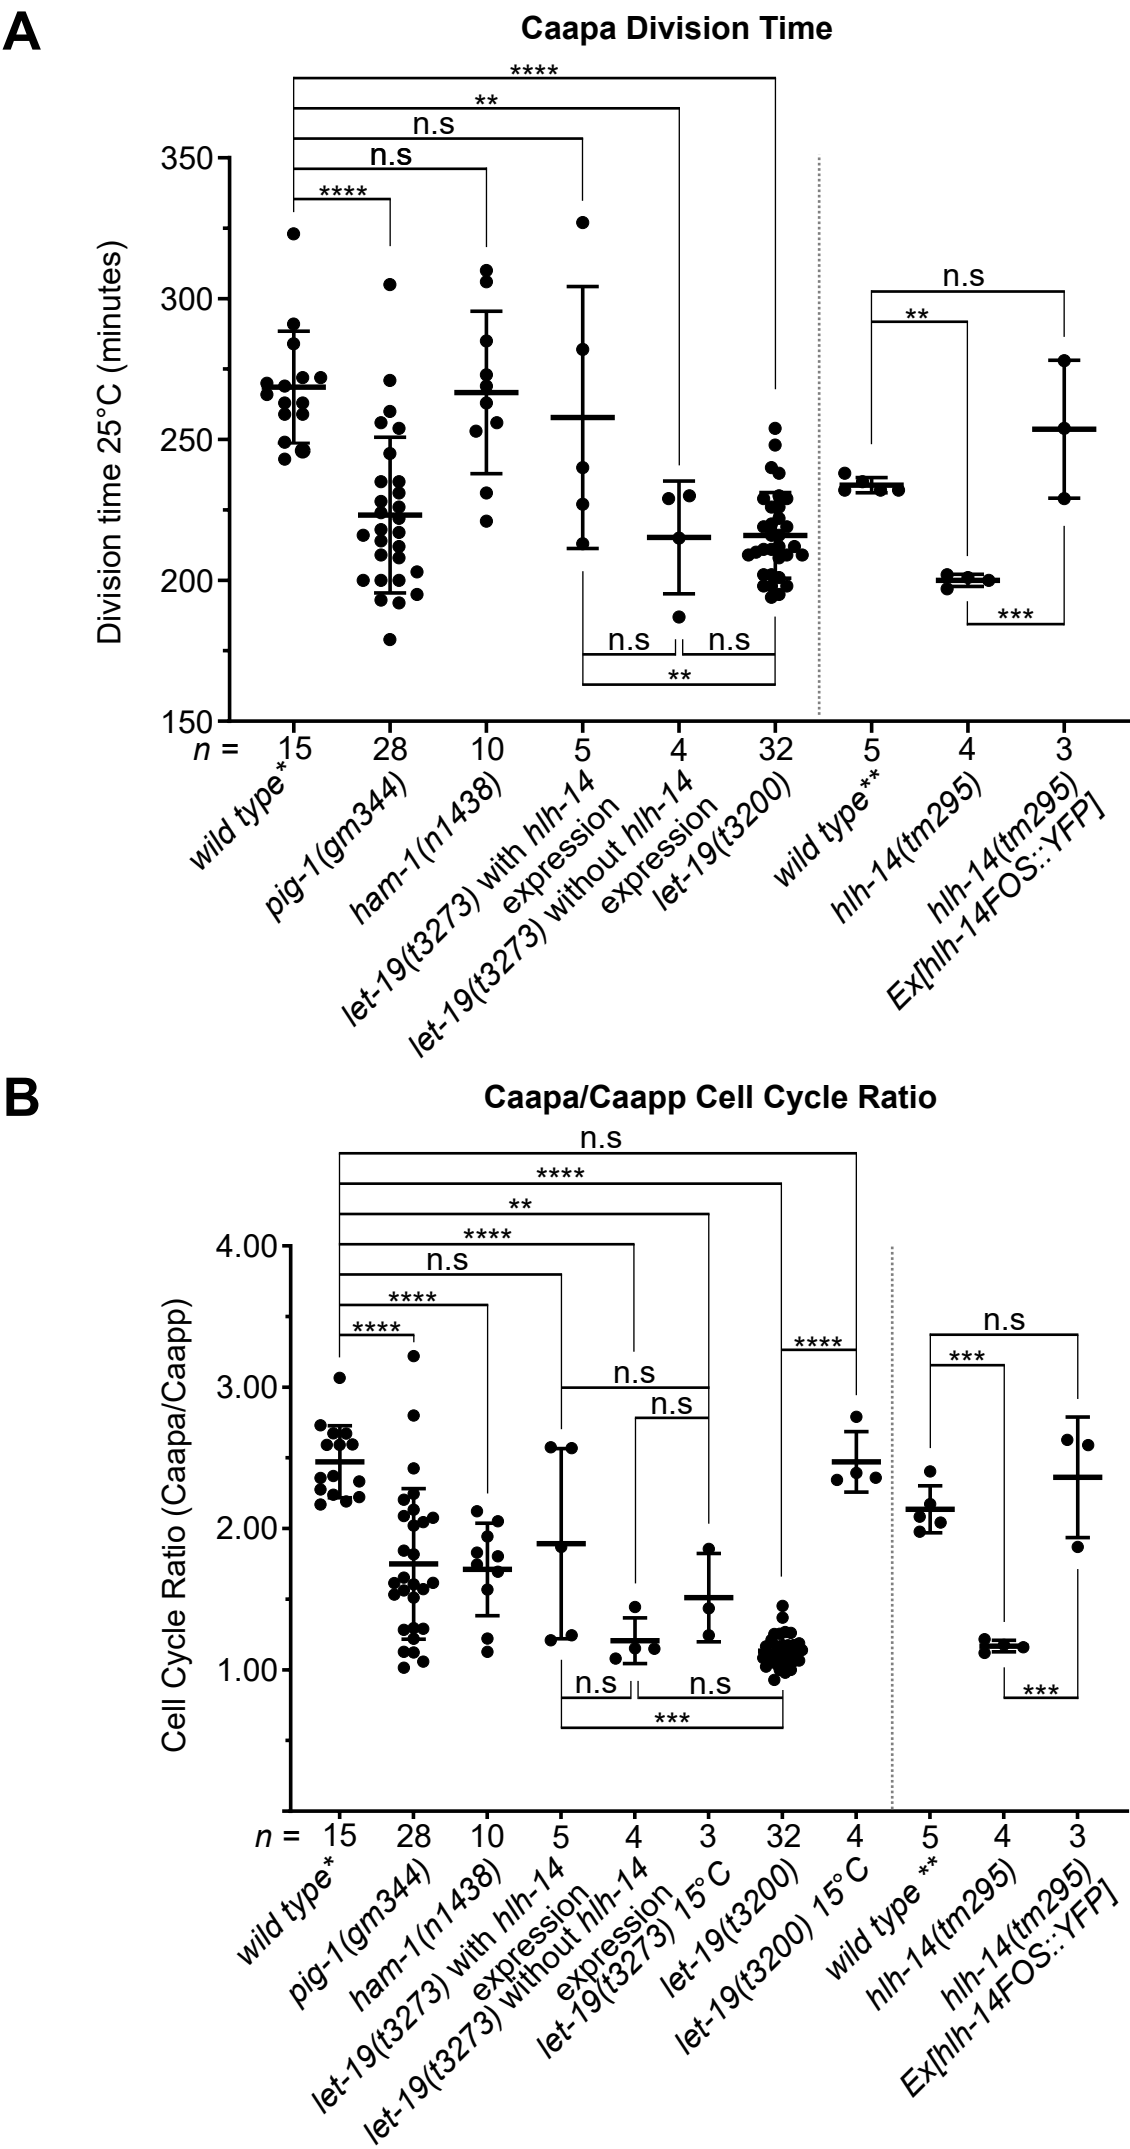 A
Caapa Division Time
****
**
n.s
n.s
****
350
300
250
200
150
Division time 25°C (minutes)
n.s
**
***
n.s
n.s
**
n = 15 28 10 5 4 32 5 4 3
wild type*
pig-1(gm344)
ham-1(n1438)
let-19(t3273) with hlh-14
expression
let-19(t3273) without hlh-14
expression
let-19(t3200)
wild type**
hlh-14(tm295)
hlh-14(tm295)
Ex[hlh-14FOS::YFP]
B
Caapa/Caapp Cell Cycle Ratio
n.s
****
**
****
n.s
****
****
4.00
3.00
2.00
1.00
Cell Cycle Ratio (Caapa/Caapp)
n.s
n.s
****
n.s
***
***
n.s
n.s
***
n = 15 28 10 5 4 3 32 4 5 4 3
wild type*
pig-1(gm344)
ham-1(n1438)
let-19(t3273) with hlh-14
expression
let-19(t3273) without hlh-14
expression
let-19(t3273) 15°C
let-19(t3200)
let-19(t3200) 15°C
wild type **
hlh-14(tm295)
hlh-14(tm295)
Ex[hlh-14FOS::YFP]